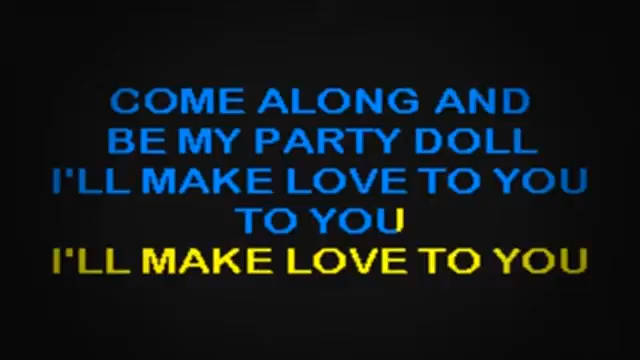 COME ALONG AND
BE MY PARTY DOLL
I'LL MAKE LOVE TO YOU
TO YOU
I'LL MAKE LOVE TO YOU